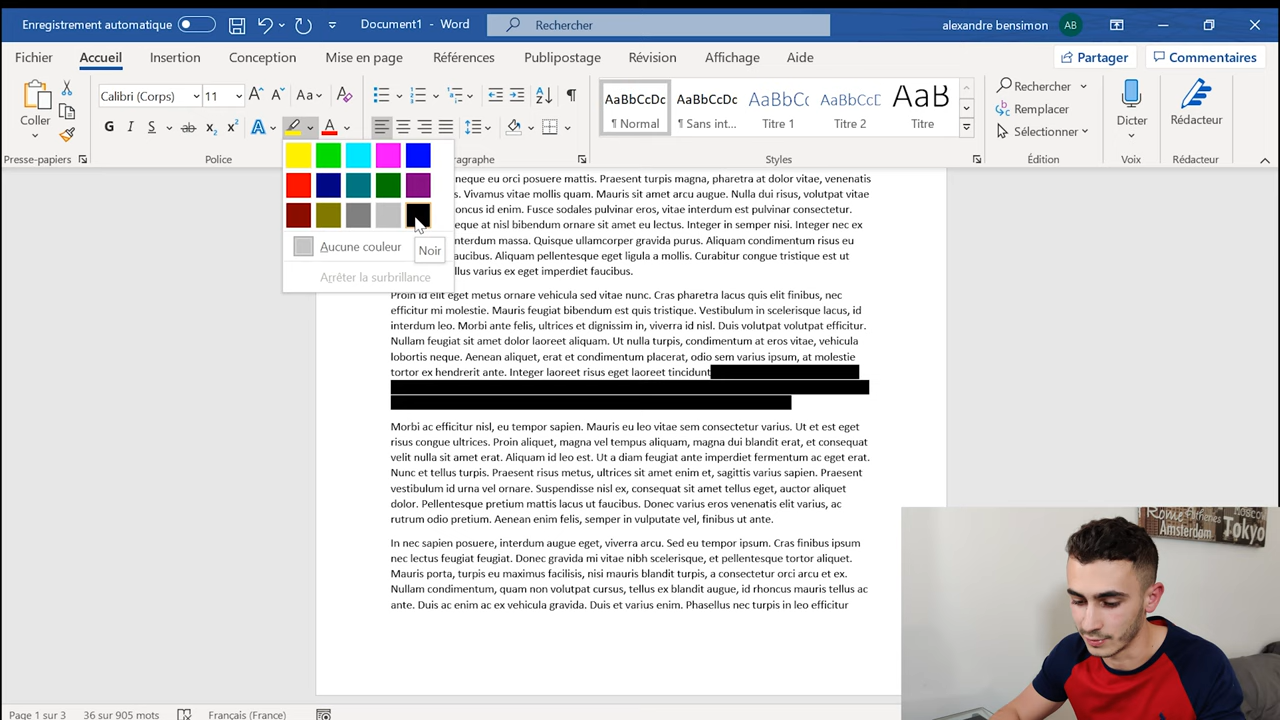 Enregistrement automatique
Document1 - Word
Rechercher
alexandre bensimon
AB
Fichier
Accueil
Insertion
Conception
Mise en page
Références
Publipostage
Révision
Affichage
Aide
Partager
Commentaires
Coller
Calibri (Corps)
11
Aa
G
I
S
ab
AaBbCcDc
¶ Normal
AaBbCcDc
¶ Sans int...
AaBbCc
Titre 1
AaBbCcD
Titre 2
AaB
Titre
Rechercher
Remplacer
Sélectionner
Dicter
Rédacteur
Presse-papiers
Police
ragraphe
Styles
Édition
Voix
Rédacteur
Aucune couleur
Noir
Arrêter la surbrillance
neque eu orci posuere mattis. Praesent turpis magna, pharetra at dolor vitae,
. Vivamus vitae mollis quam. Mauris sit amet arcu augue. Nulla dui risus, volutpat vitae
honcus id enim. Fusce sodales pulvinar eros, vitae interdum est pulvinar consectetur.
et nisl bibendum ornare sit amet eu lectus. Integer in semper nisi. Donec ornare
nterdum massa. Quisque ullamcorper gravida purus. Aliquam condimentum risus id
. Aliquam pellentesque eget ligula a mollis. Curabitur congue tristique est ut
ellus varius ex eget imperdiet faucibus.
Proin id elit eget metus ornare vehicula sed vitae nunc. Cras pharetra lacus quis elit finibus, nec
efficitur mi molestie. Mauris feugiat bibendum est quis tristique. Vestibulum in scelerisque lacus, id
interdum leo. Morbi ante felis, ultrices et dignissim in, viverra id nisl. Duis volutpat volutpat efficitur.
Nullam feugiat sit amet dolor laoreet aliquam. Ut nulla turpis, condimentum at eros vitae, vehicula
lobortis neque. Aenean aliquet, erat et condimentum placerat, odio sem varius ipsum, at molestie
tortor ex hendrerit ante. Integer laoreet risus eget laoreet tincidunt
Morbi ac efficitur nisl, eu tempor sapien. Mauris eu leo vitae sem consectetur varius. Ut et est eget
risus congue ultrices. Proin aliquet, magna vel tempus aliquam, magna dui blandit erat, et consequat
velit nulla sit amet erat. Aliquam id leo est. Ut a diam feugiat ante imperdiet fermentum ac eget erat.
Nunc et tellus turpis. Praesent risus metus, ultrices sit amet enim et, sagittis varius sapien. Praesent
vestibulum id urna vel ornare. Suspendisse nisl ex, consequat sit amet tellus eget, auctor aliquet
dolor. Pellentesque pretium mattis lacus ut faucibus. Donec varius eros venenatis elit varius, ac
rutrum odio pretium. Aenean enim felis, semper in vulputate vel, finibus ut ante.
In nec sapien posuere, interdum augue eget, viverra arcu. Sed eu tempor ipsum. Cras finibus ipsum
nec lectus feugiat feugiat. Donec gravida mi vitae nibh scelerisque, et pellentesque tortor aliquet.
Mauris porta, turpis eu maximus facilisis, nisi mauris blandit turpis, a consectetur orci arcu et ex.
Nullam condimentum, quam non volutpat cursus, tellus ex blandit augue, id rhoncus mauris tellus ac
ante. Duis ac enim ac ex vehicula gravida. Duis et varius enim. Phasellus nec turpis in leo efficitur
Rome
Athenes
Moscow
Amsterdam
Tokyo
Page 1 sur 3
36 sur 905 mots
Français (France)